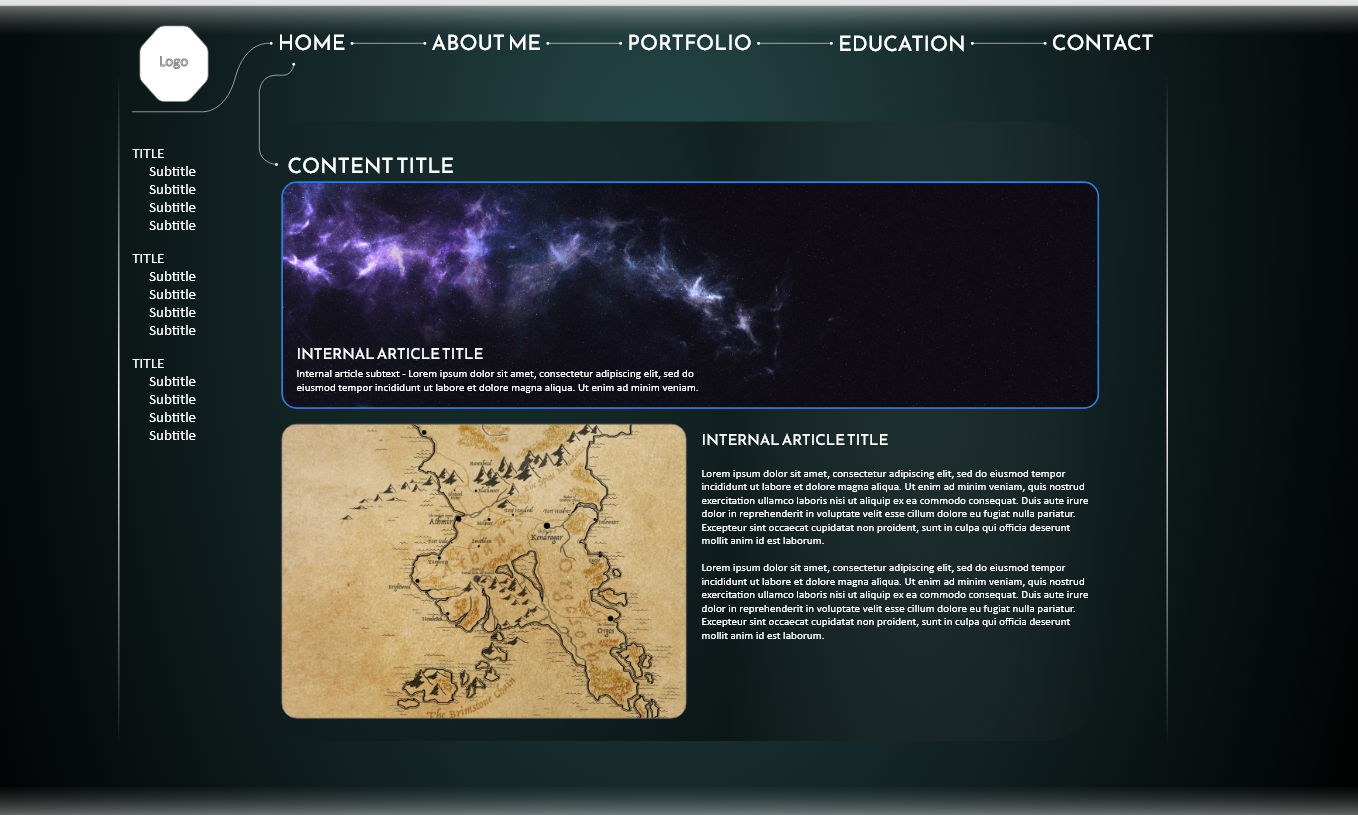 Logo
HOME
ABOUT ME
PORTFOLIO
EDUCATION
CONTACT
TITLE
Subtitle
Subtitle
Subtitle
Subtitle
TITLE
Subtitle
Subtitle
Subtitle
Subtitle
TITLE
Subtitle
Subtitle
Subtitle
Subtitle
CONTENT TITLE
INTERNAL ARTICLE TITLE
Internal article subtext - Lorem ipsum dolor sit amet, consectetur adipiscing elit, sed do
eiusmod tempor incididunt ut labore et dolore magna aliqua. Ut enim ad minim veniam.
Kendragar
Orges
The Brimstone Chain
INTERNAL ARTICLE TITLE
Lorem ipsum dolor sit amet, consectetur adipiscing elit, sed do eiusmod tempor
incididunt ut labore et dolore magna aliqua. Ut enim ad minim veniam, quis nostrud
exercitation ullamco laboris nisi ut aliquip ex ea commodo consequat. Duis aute irure
dolor in reprehenderit in voluptate velit esse cillum dolore eu fugiat nulla pariatur.
Excepteur sint occaecat cupidatat non proident, sunt in culpa qui officia deserunt
mollit anim id est laborum.
Lorem ipsum dolor sit amet, consectetur adipiscing elit, sed do eiusmod tempor
incididunt ut labore et dolore magna aliqua. Ut enim ad minim veniam, quis nostrud
exercitation ullamco laboris nisi ut aliquip ex ea commodo consequat. Duis aute irure
dolor in reprehenderit in voluptate velit esse cillum dolore eu fugiat nulla pariatur.
Excepteur sint occaecat cupidatat non proident, sunt in culpa qui officia deserunt
mollit anim id est laborum.